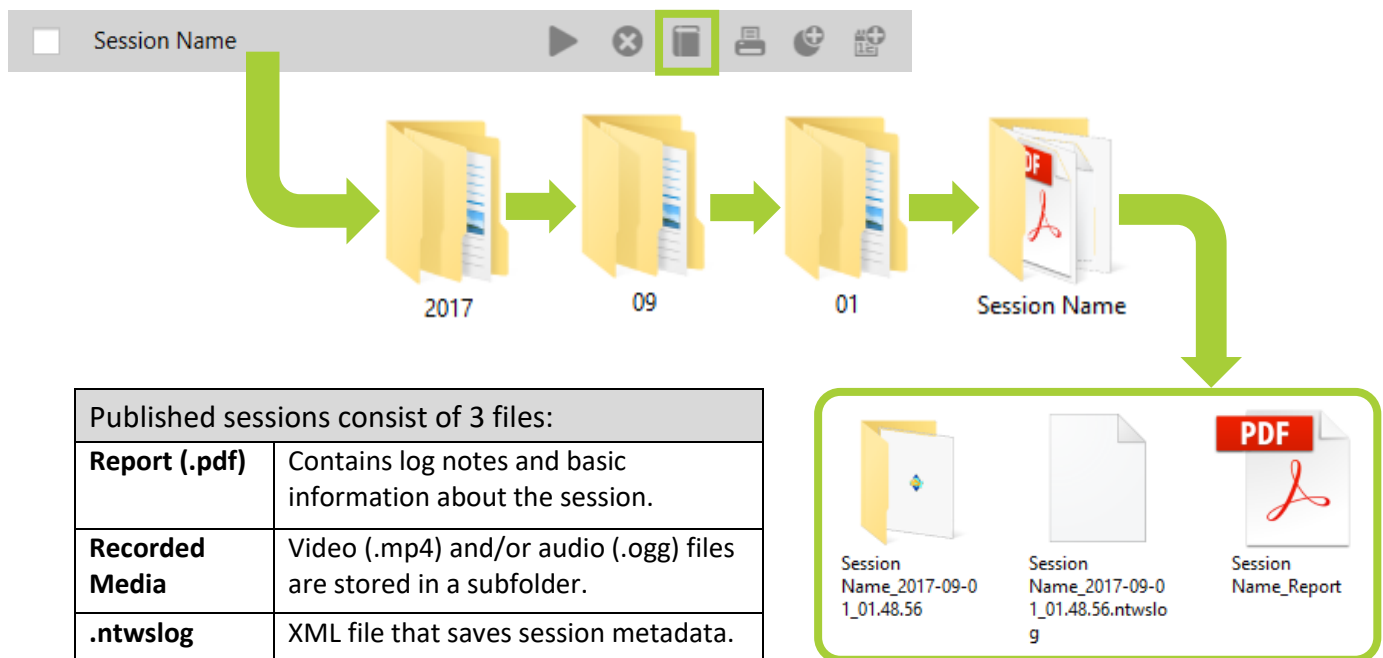 Session Name
2017
09
01
Session Name
PDF
Published sessions consist of 3 files:
Report (.pdf)
Contains log notes and basic
information about the session.
Recorded
Media
Video (.mp4) and/or audio (.ogg) files
are stored in a subfolder.
.ntwslog
XML file that saves session metadata.
Session
Name_2017-09-0
1_01.48.56
Session
Name_2017-09-0
1_01.48.56.ntwslo
g
PDF
Session
Name_Report